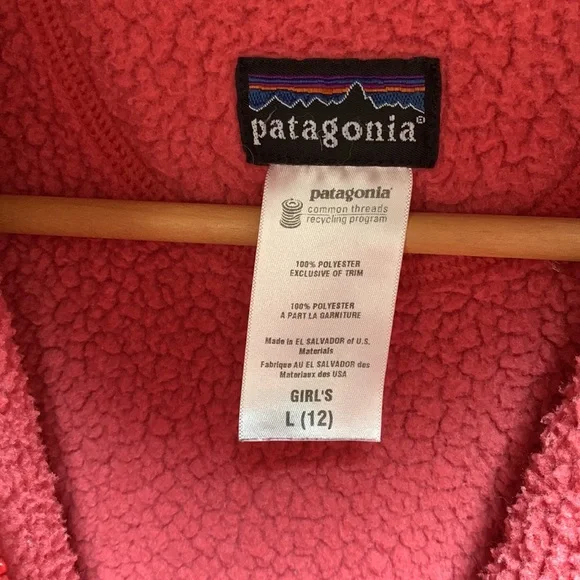 patagonia®
patagonia®
common threads
recycling program
100% POLYESTER
EXCLUSIVE OF TRIM
100% POLYESTER
A PART LA GARNITURE
Made in EL SALVADOR of U.S.
Materials
Fabrique AU EL SALVADOR des
Materiaux des USA
GIRL'S
L (12)